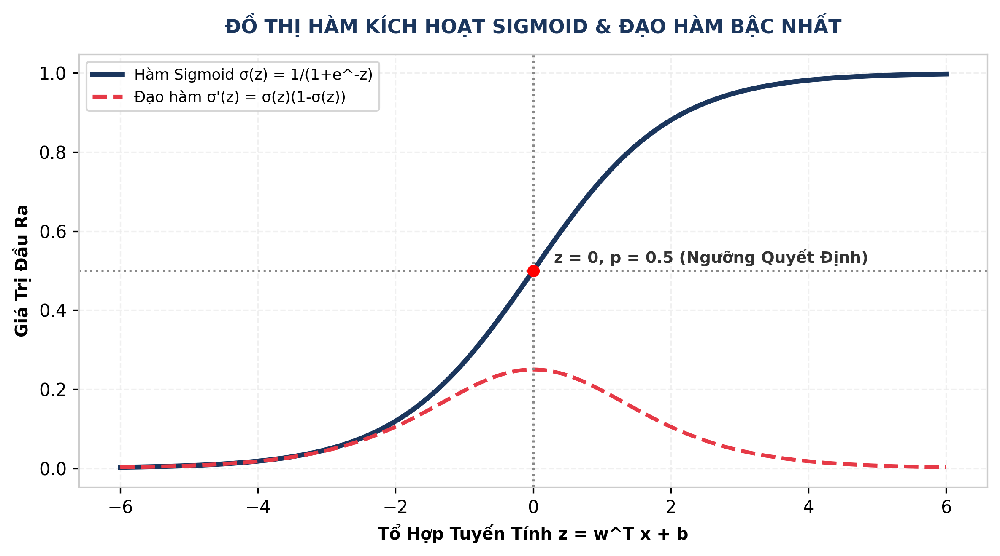 ĐỒ THỊ HÀM KÍCH HOẠT SIGMOID & ĐẠO HÀM BẬC NHẤT
Hàm Sigmoid σ(z) = 1/(1+e^-z)
Đạo hàm σ'(z) = σ(z)(1-σ(z))
1.0
0.8
0.6
0.4
0.2
0.0
Giá Trị Đầu Ra
z = 0, p = 0.5 (Ngưỡng Quyết Định)
−6 −4 −2 0 2 4 6
Tổ Hợp Tuyến Tính z = w^T x + b